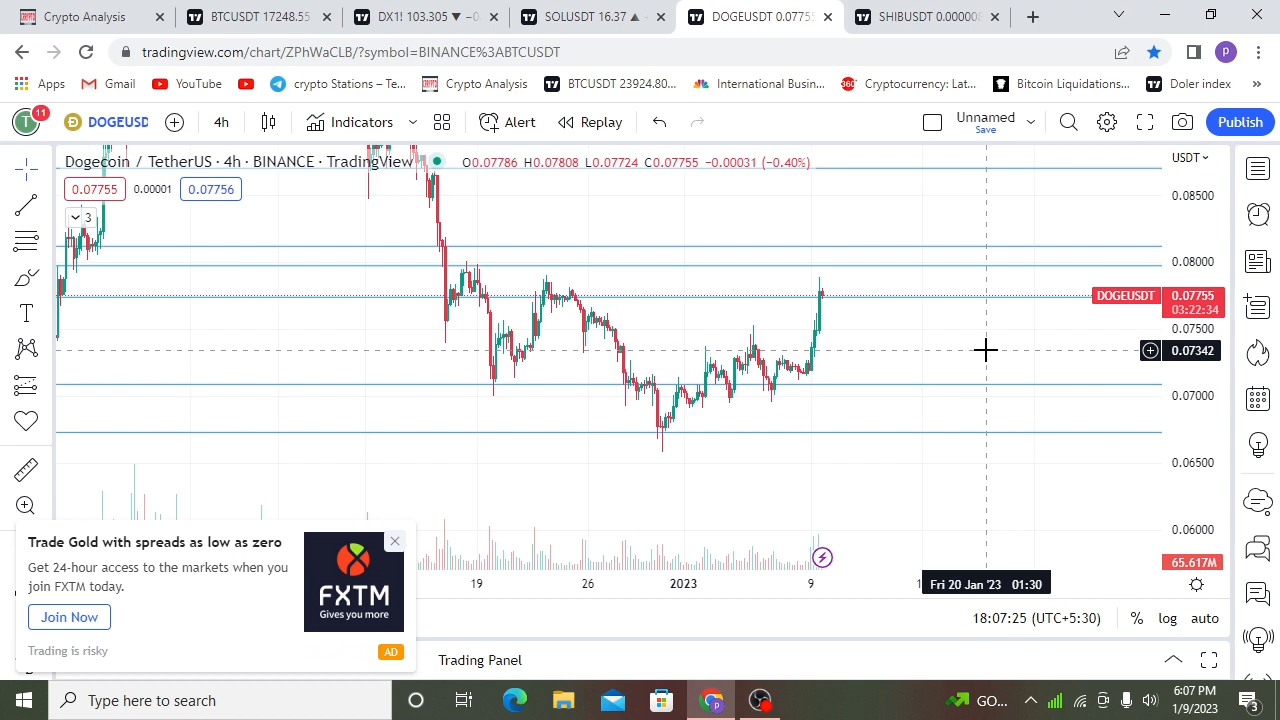 Crypto Analysis
BTCUSDT 17248.55
DX1! 103.305 ▼ −0
SOLUSDT 16.37 ▲
DOGEUSDT 0.07755
SHIBUSDT 0.00000
tradingview.com/chart/ZPhWaCLB/?symbol=BINANCE%3ABTCUSDT
P
Apps
Gmail
YouTube
crypto Stations – Te...
Crypto Analysis
BTCUSDT 23924.80...
International Busi...
Cryptocurrency: Lat...
Bitcoin Liquidations...
Doler index
»
T
11
DOGEUSD
4h
Indicators
Alert
Replay
Unnamed
Save
Publish
Dogecoin / TetherUS · 4h · BINANCE · TradingView
O0.07786 H0.07808 L0.07724 C0.07755 −0.00031 (−0.40%)
USDT
0.07755
0.00001
0.07756
3
0.08500
0.08000
DOGEUSDT
0.07755
03:22:34
0.07500
0.07342
0.07000
0.06500
0.06000
65.617M
19
26
2023
9
Fri 20 Jan '23 01:30
18:07:25 (UTC+5:30)
%
log
auto
Trade Gold with spreads as low as zero
Get 24-hour access to the markets when you
join FXTM today.
Join Now
Trading is risky
AD
FXTM
Gives you more
Trading Panel
Type here to search
GO...
6:07 PM
1/9/2023
3